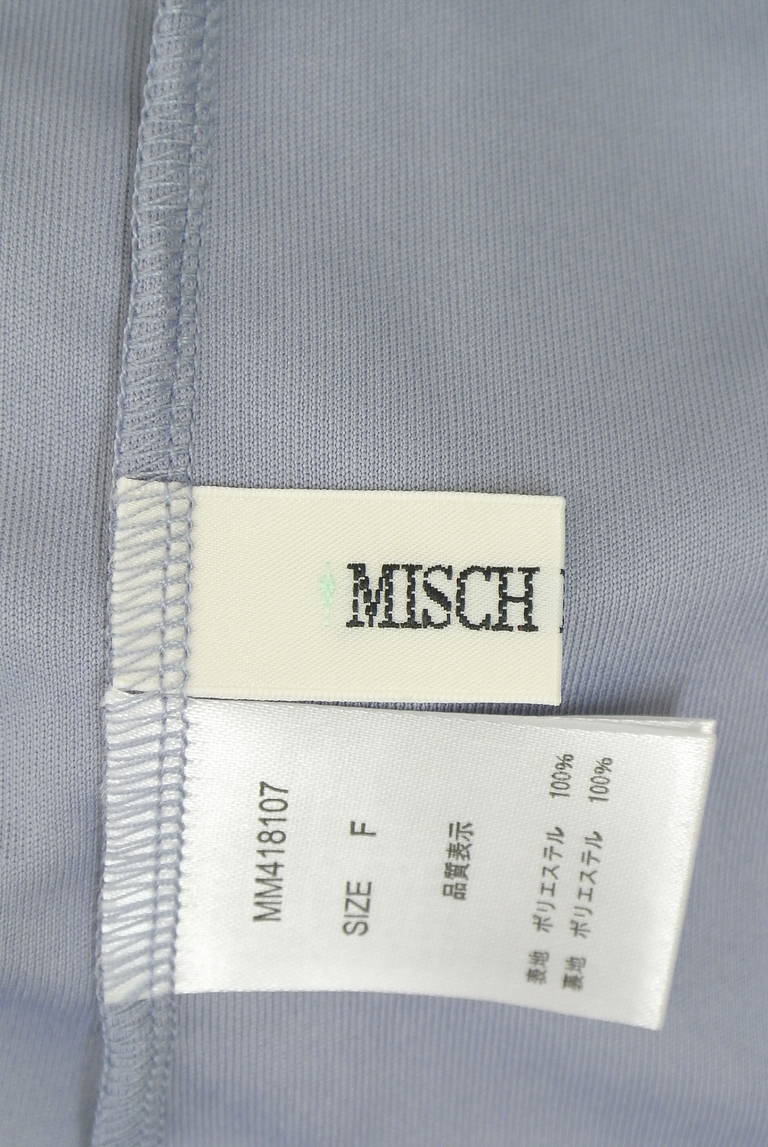 MISCH
MM418107
SIZE F
品質表示
表地 ポリエステル 100%
裏地 ポリエステル 100%